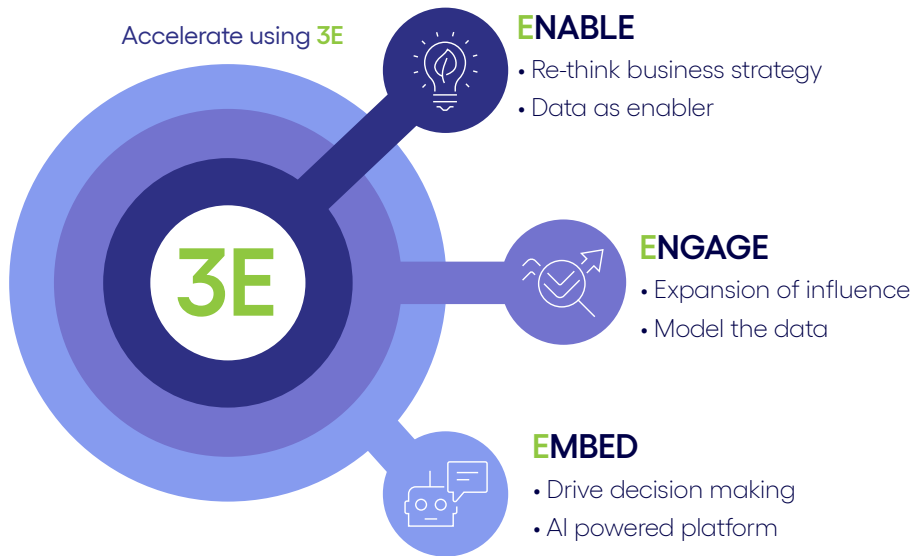 Accelerate using 3E
3E
ENABLE
• Re-think business strategy
• Data as enabler
ENGAGE
• Expansion of influence
• Model the data
EMBED
• Drive decision making
• AI powered platform